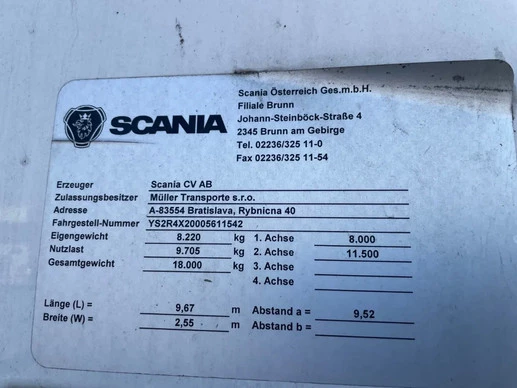 Scania Österreich Ges.m.b.H.
Filiale Brunn
SCANIA Johann-Steinböck-Straße 4
2345 Brunn am Gebirge
Tel. 02236/325 11-0
Fax 02236/325 11-54
Erzeuger Scania CV AB
Zulassungsbesitzer Müller Transporte s.r.o.
Adresse A-83554 Bratislava, Rybnicna 40
Fahrgestell-Nummer YS2R4X20005611542
Eigengewicht 8.220 kg 1. Achse 8.000
Nutzlast 9.705 kg 2. Achse 11.500
Gesamtgewicht 18.000 kg 3. Achse
4. Achse
Länge (L) = 9,67 m Abstand a = 9,52
Breite (W) = 2,55 m Abstand b =